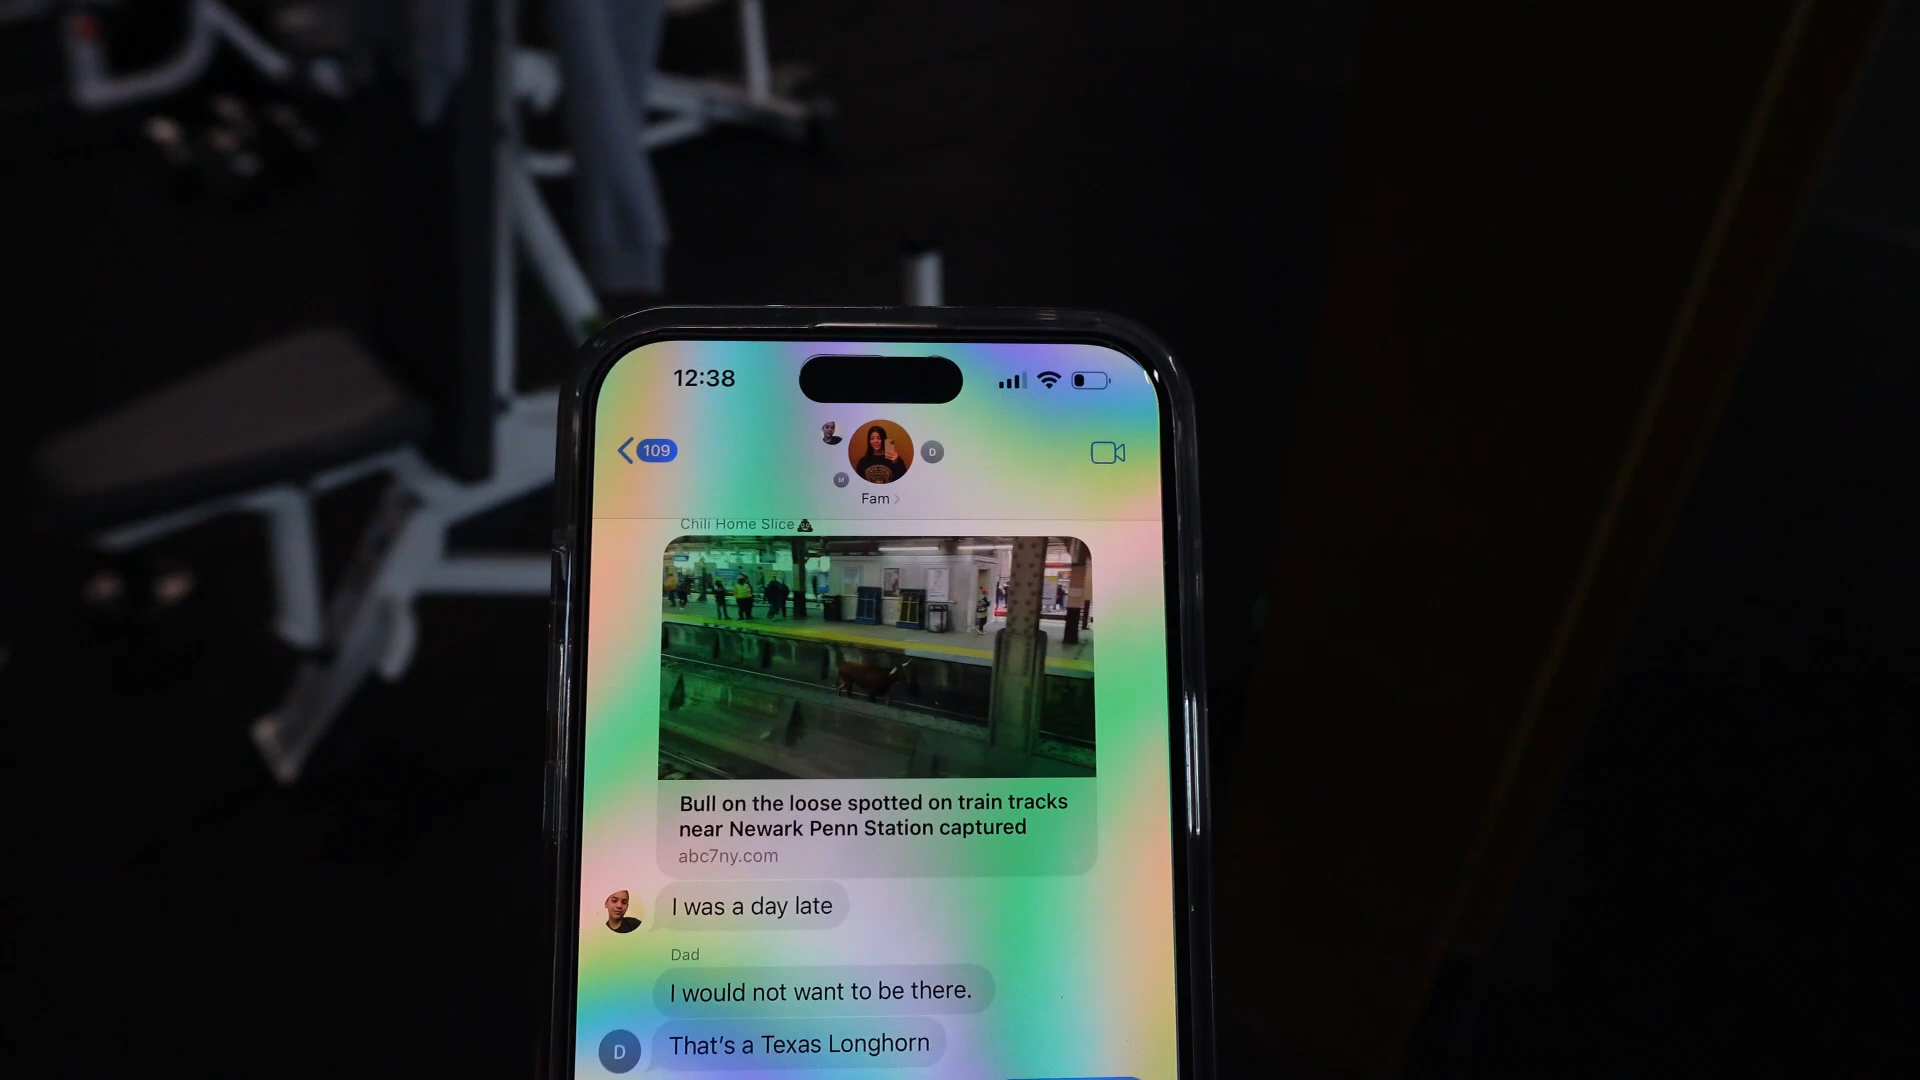 12:38
109
D
M
Fam
Chili Home Slice
Bull on the loose spotted on train tracks
near Newark Penn Station captured
abc7ny.com
I was a day late
Dad
I would not want to be there.
That's a Texas Longhorn
D